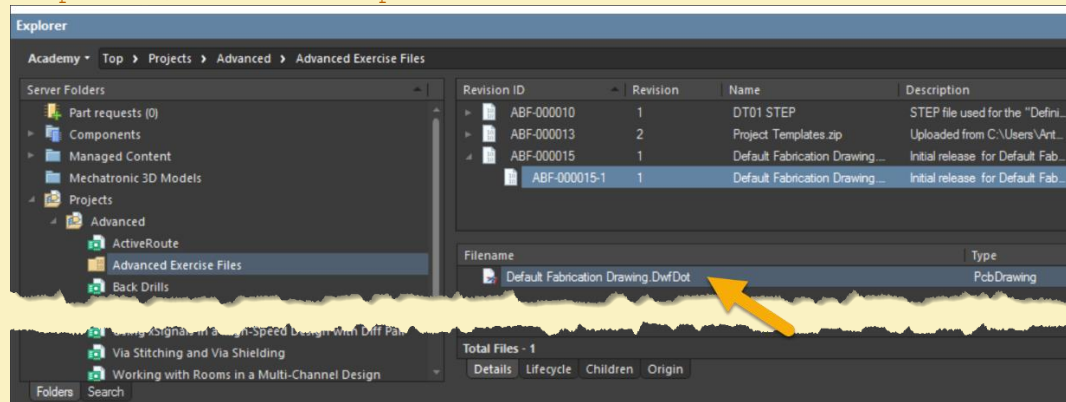 Explorer
Academy Top > Projects > Advanced > Advanced Exercise Files
Server Folders
Part requests (0)
Components
Managed Content
Mechatronic 3D Models
Projects
Advanced
ActiveRoute
Advanced Exercise Files
Back Drills
Via Stitching and Via Shielding
Working with Rooms in a Multi-Channel Design
Folders Search
Revision ID Revision Name Description
ABF-000010 1 DT01 STEP STEP file used for the "Defini...
ABF-000013 2 Project Templates.zip Uploaded from C:\Users\Ant...
ABF-000015 1 Default Fabrication Drawing.... Initial release for Default Fab...
ABF-000015-1 1 Default Fabrication Drawing.... Initial release for Default Fab...
Filename Type
Default Fabrication Drawing.DwfDot PcbDrawing
Total Files - 1
Details Lifecycle Children Origin